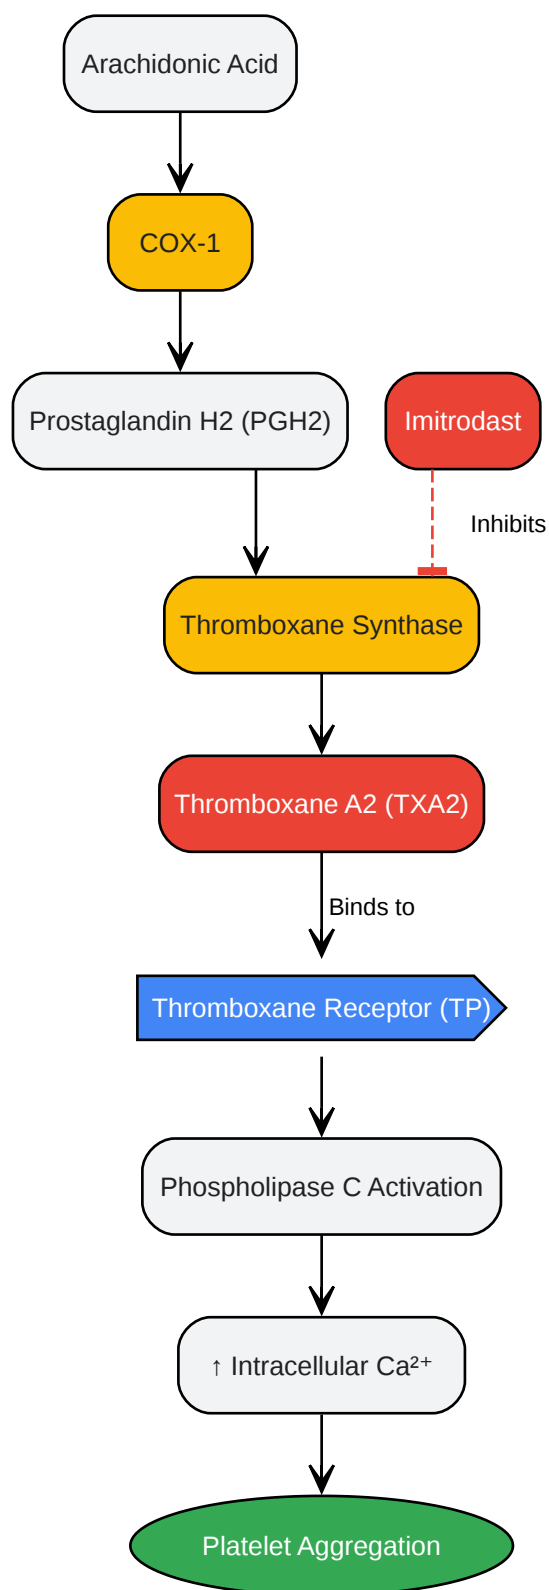 Arachidonic Acid
COX-1
Prostaglandin H2 (PGH2)
Imitrodast
Inhibits
Thromboxane Synthase
Thromboxane A2 (TXA2)
Binds to
Thromboxane Receptor (TP)
Phospholipase C Activation
↑ Intracellular Ca²⁺
Platelet Aggregation